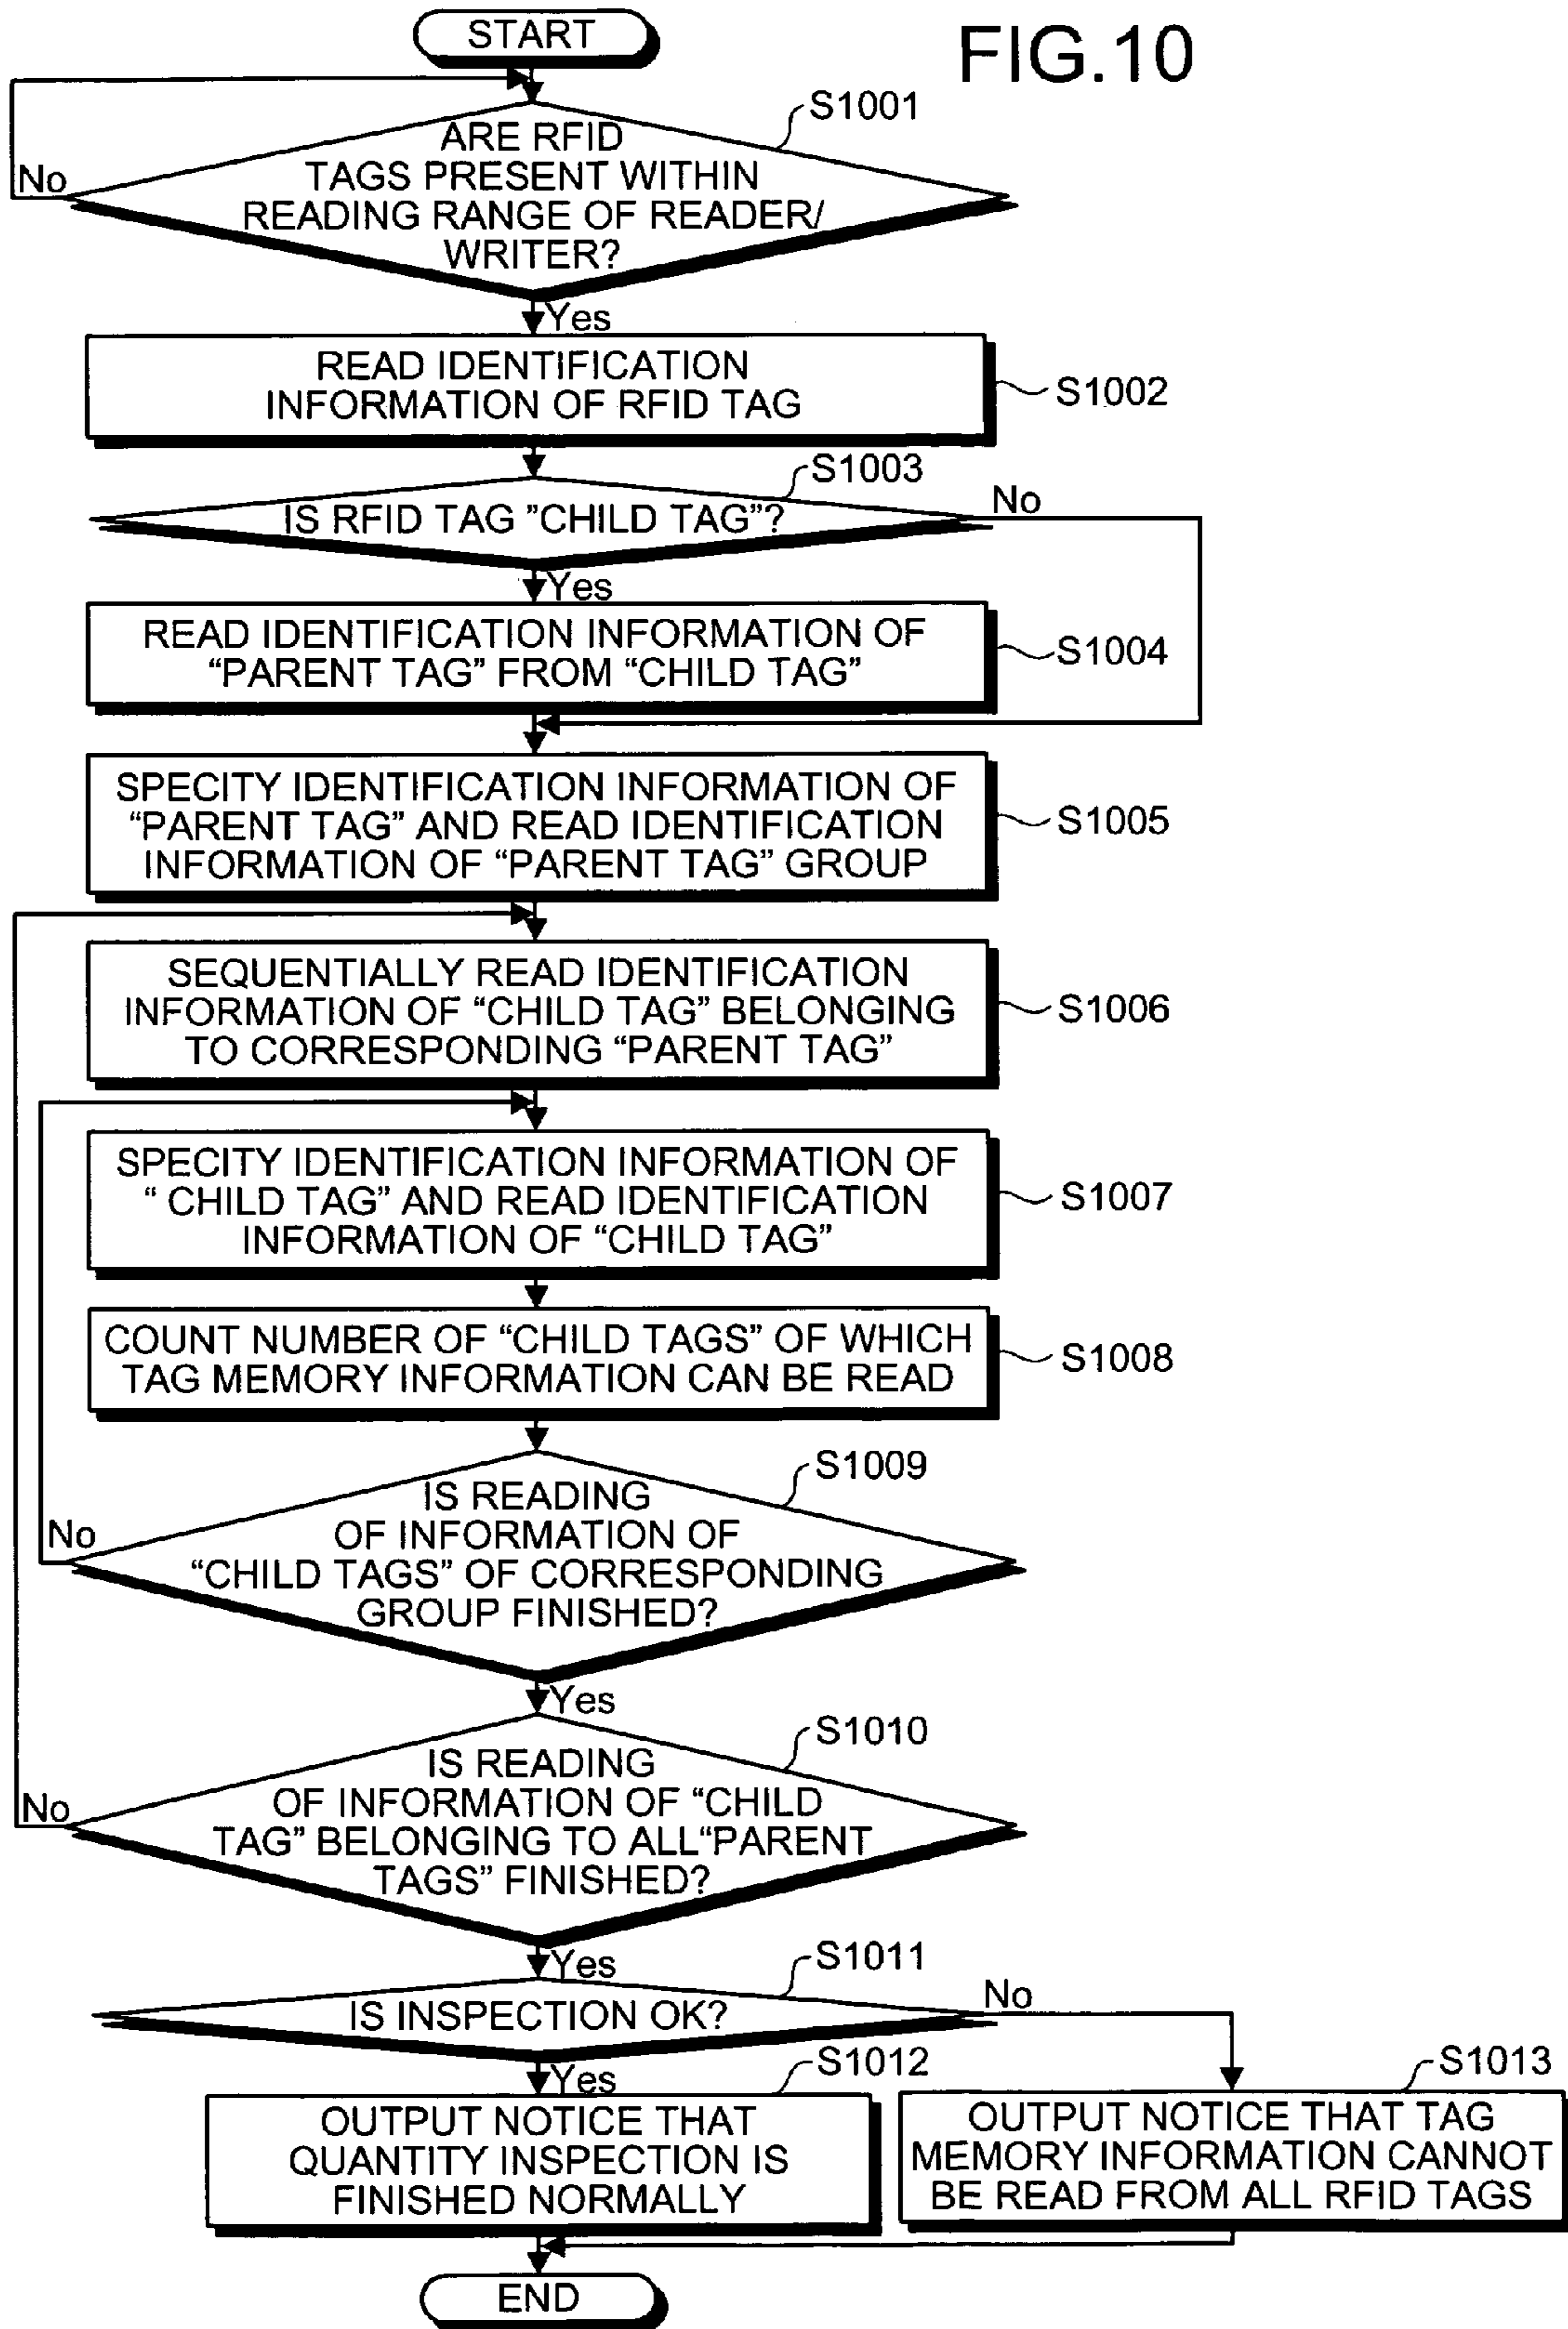 START
FIG.10
S1001
ARE RFID
TAGS PRESENT WITHIN
READING RANGE OF READER/
WRITER?
No
Yes
READ IDENTIFICATION
INFORMATION OF RFID TAG
S1002
S1003
IS RFID TAG ”CHILD TAG”?
No
Yes
READ IDENTIFICATION INFORMATION OF
“PARENT TAG” FROM “CHILD TAG”
S1004
SPECITY IDENTIFICATION INFORMATION OF
“PARENT TAG” AND READ IDENTIFICATION
INFORMATION OF “PARENT TAG” GROUP
S1005
SEQUENTIALLY READ IDENTIFICATION
INFORMATION OF “CHILD TAG” BELONGING
TO CORRESPONDING “PARENT TAG”
S1006
SPECITY IDENTIFICATION INFORMATION OF
“ CHILD TAG” AND READ IDENTIFICATION
INFORMATION OF “CHILD TAG”
S1007
COUNT NUMBER OF “CHILD TAGS” OF WHICH
TAG MEMORY INFORMATION CAN BE READ
S1008
S1009
IS READING
OF INFORMATION OF
“CHILD TAGS” OF CORRESPONDING
GROUP FINISHED?
No
Yes
S1010
IS READING
OF INFORMATION OF “CHILD
TAG” BELONGING TO ALL“PARENT
TAGS” FINISHED?
No
Yes
S1011
IS INSPECTION OK?
No
Yes
S1012
OUTPUT NOTICE THAT
QUANTITY INSPECTION IS
FINISHED NORMALLY
S1013
OUTPUT NOTICE THAT TAG
MEMORY INFORMATION CANNOT
BE READ FROM ALL RFID TAGS
END